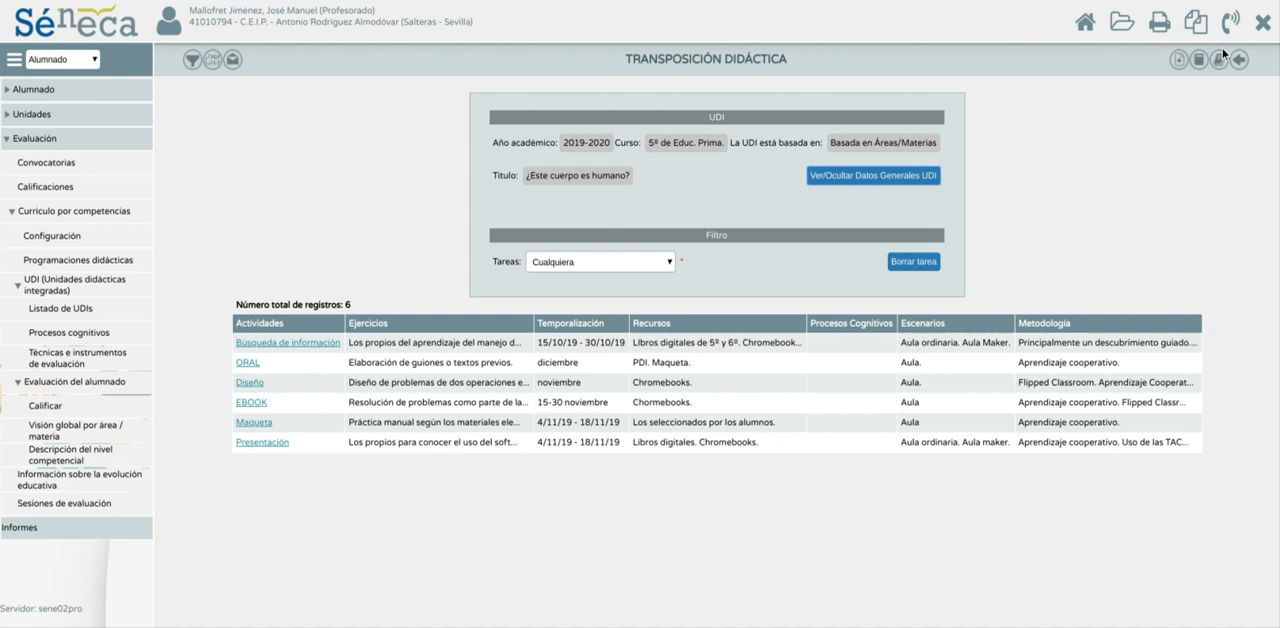 Séneca
Mallofret Jiménez, José Manuel (Profesorado)
41010794 - C.E.I.P. - Antonio Rodriguez Almodóvar (Salteras - Sevilla)
Alumnado
TRANSPOSICIÓN DIDÁCTICA
Alumnado
Unidades
Evaluación
Convocatorias
Calificaciones
Currículo por competencias
Configuración
Programaciones didácticas
UDI (Unidades didácticas
integradas)
Listado de UDIs
Procesos cognitivos
Técnicas e instrumentos
de evaluación
Evaluación del alumnado
Calificar
Visión global por área /
materia
Descripción del nivel
competencial
Información sobre la evolución
educativa
Sesiones de evaluación
Informes
Servidor: sene02pro
UDI
Año académico: 2019-2020 Curso: 5º de Educ. Prima. La UDI está basada en: Basada en Áreas/Materias
Título: ¿Este cuerpo es humano? Ver/Ocultar Datos Generales UDI
Filtro
Tareas: Cualquiera * Borrar tarea
Número total de registros: 6
Actividades Ejercicios Temporalización Recursos Procesos Cognitivos Escenarios Metodología
Búsqueda de información Los propios del aprendizaje del manejo d... 15/10/19 - 30/10/19 Libros digitales de 5º y 6º. Chromebook... Aula ordinaria. Aula Maker. Principalmente un descubrimiento guiado....
ORAL Elaboración de guiones o textos previos. diciembre PDI. Maqueta. Aula. Aprendizaje cooperativo.
Diseño Diseño de problemas de dos operaciones e... noviembre Chromebooks. Aula. Flipped Classroom. Aprendizaje Cooperat...
EBOOK Resolución de problemas como parte de la... 15-30 noviembre Chormebooks. Aula Aprendizaje cooperativo. Flipped Classr...
Maqueta Práctica manual según los materiales ele... 4/11/19 - 18/11/19 Los seleccionados por los alumnos. Aula Aprendizaje cooperativo.
Presentación Los propios para conocer el uso del soft... 4/11/19 - 18/11/19 Libros digitales. Chromebooks. Aula ordinaria. Aula maker. Aprendizaje cooperativo. Uso de las TAC...